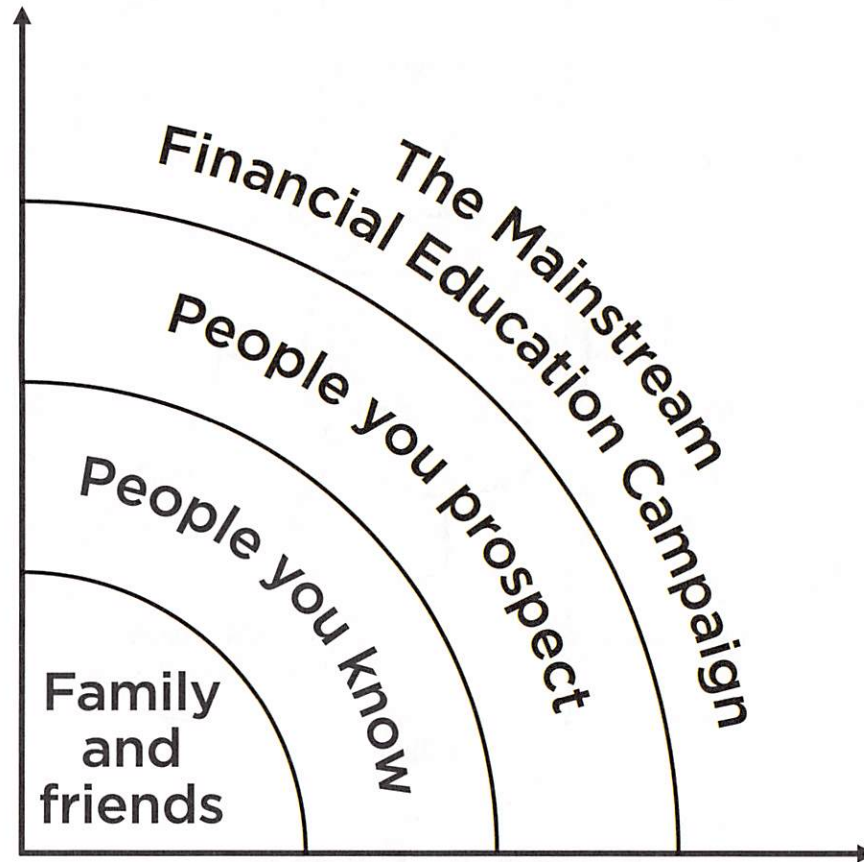 The Mainstream
Financial Education Campaign
People you prospect
People you know
Family
and
friends